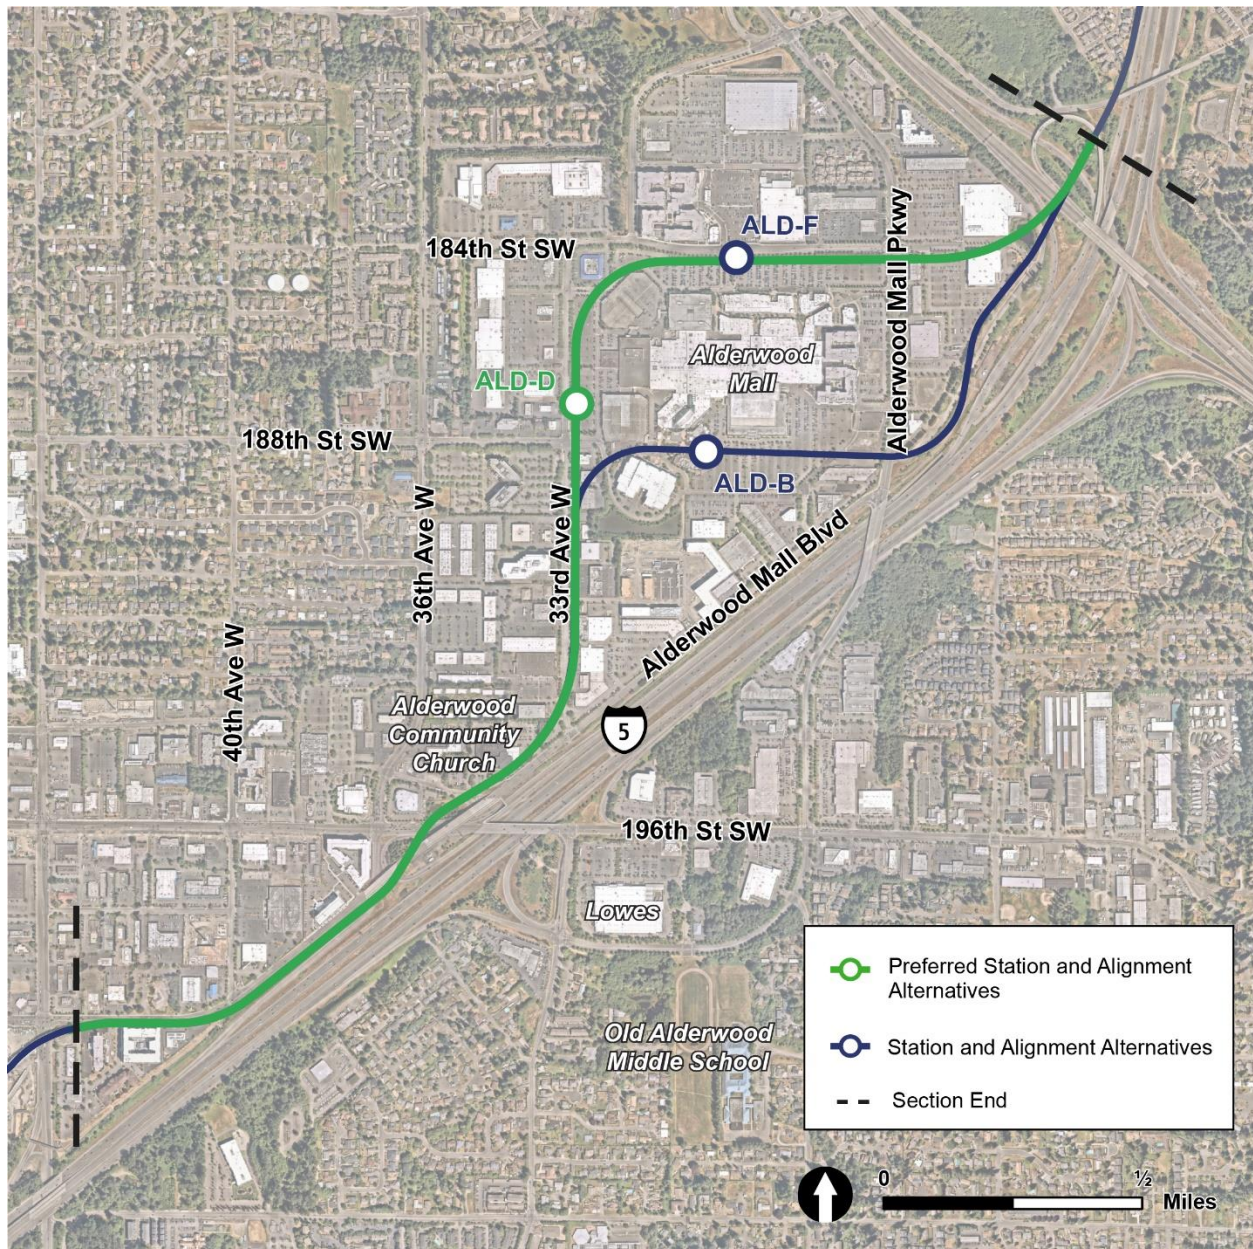 ALD-F
184th St SW
Alderwood Mall Pkwy
Alderwood
Mall
ALD-D
188th St SW
ALD-B
36th Ave W
33rd Ave W
Alderwood Mall Blvd
40th Ave W
Alderwood
Community
Church
5
196th St SW
Lowes
Old Alderwood
Middle School
Preferred Station and Alignment
Alternatives
Station and Alignment Alternatives
Section End
0
½
Miles